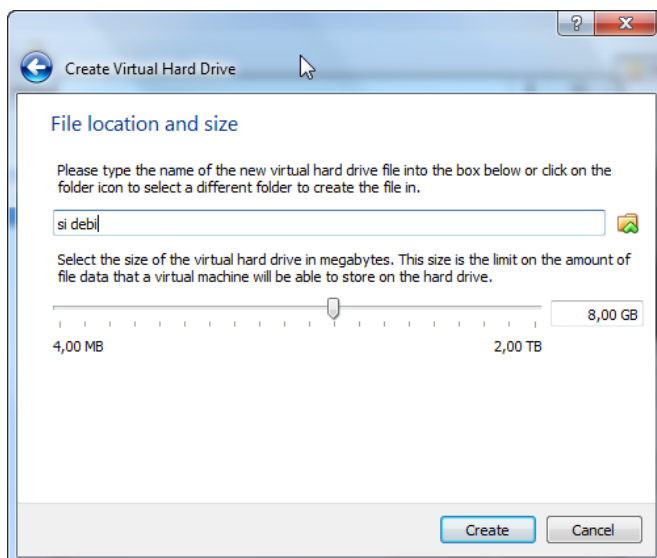 Create Virtual Hard Drive
File location and size
Please type the name of the new virtual hard drive file into the box below or click on the
folder icon to select a different folder to create the file in.
si debi
Select the size of the virtual hard drive in megabytes. This size is the limit on the amount of
file data that a virtual machine will be able to store on the hard drive.
8,00 GB
4,00 MB 2,00 TB
Create Cancel